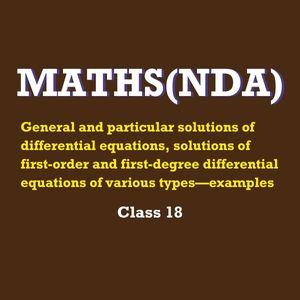 MATHS(NDA)
General and particular solutions of
differential equations, solutions of
first-order and first-degree differential
equations of various types—examples
Class 18